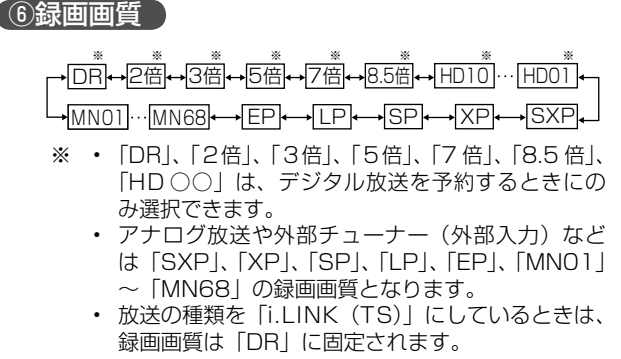 ⑥録画画質
※ ※ ※ ※ ※ ※ ※ ※
DR↔2倍↔3倍↔5倍↔7倍↔8.5倍↔HD10…HD01
MN01…MN68↔EP↔LP↔SP↔XP↔SXP
※ ・「DR」、「2倍」、「3倍」、「5倍」、「7倍」、「8.5倍」、
「HD○○」は、デジタル放送を予約するときにの
み選択できます。
・ アナログ放送や外部チューナー（外部入力）など
は「SXP」、「XP」、「SP」、「LP」、「EP」、「MN01」
～「MN68」の録画画質となります。
・ 放送の種類を「i.LINK（TS）」にしているときは、
録画画質は「DR」に固定されます。